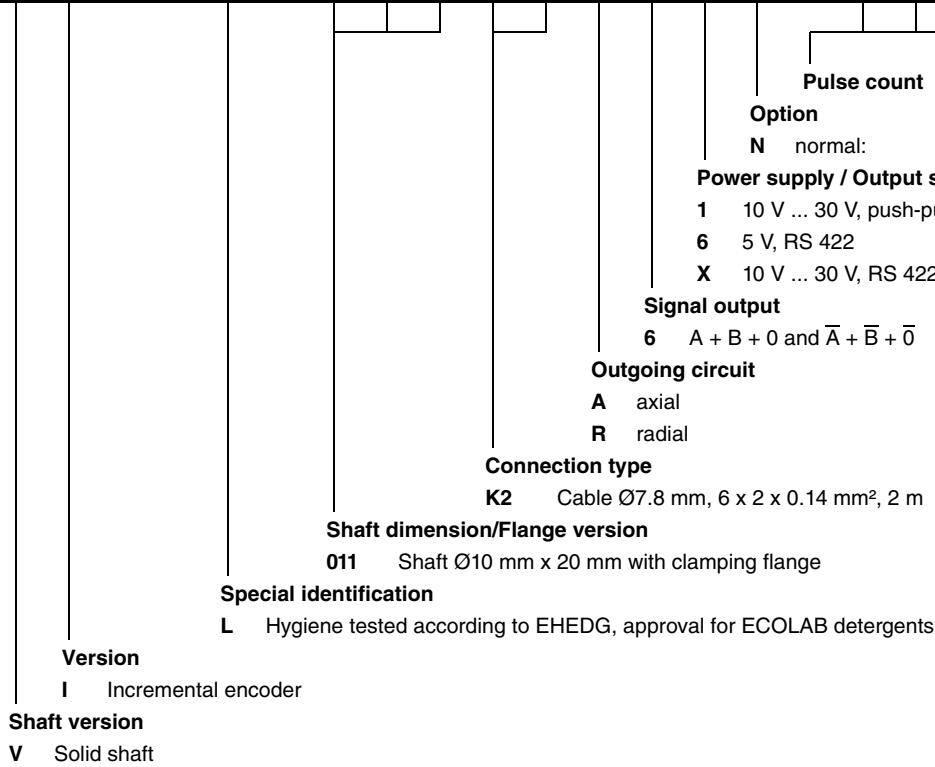 Pulse count
Option
N normal:
Power supply / Output
1 10 V ... 30 V,
6 5 V, RS 422
X 10 V ... 30 V, RS 422
Signal output
6 A + B + 0 and A̅ + B̅ + 0̅
Outgoing circuit
A axial
R radial
Connection type
K2 Cable Ø7.8 mm, 6 x 2 x 0.14 mm², 2 m
Shaft dimension/Flange version
011 Shaft Ø10 mm x 20 mm with clamping flange
Special identification
L Hygiene tested according to EHEDG, approval for ECOLAB detergents
Version
I Incremental encoder
Shaft version
V Solid shaft